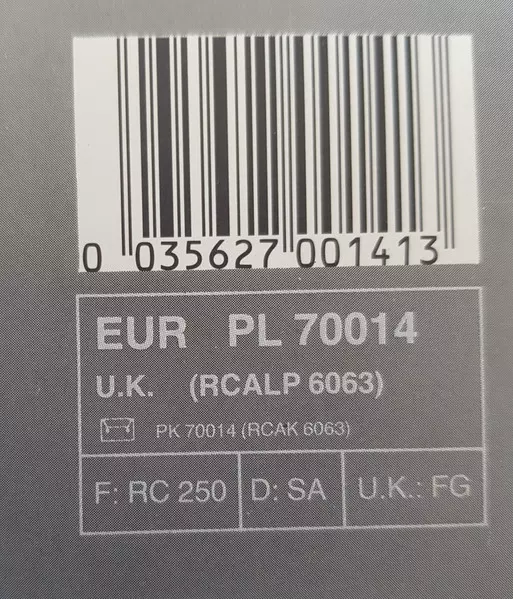 0 035627 001413
EUR PL 70014
U.K. (RCALP 6063)
PK 70014 (RCAK 6063)
F: RC 250 D: SA U.K.: FG